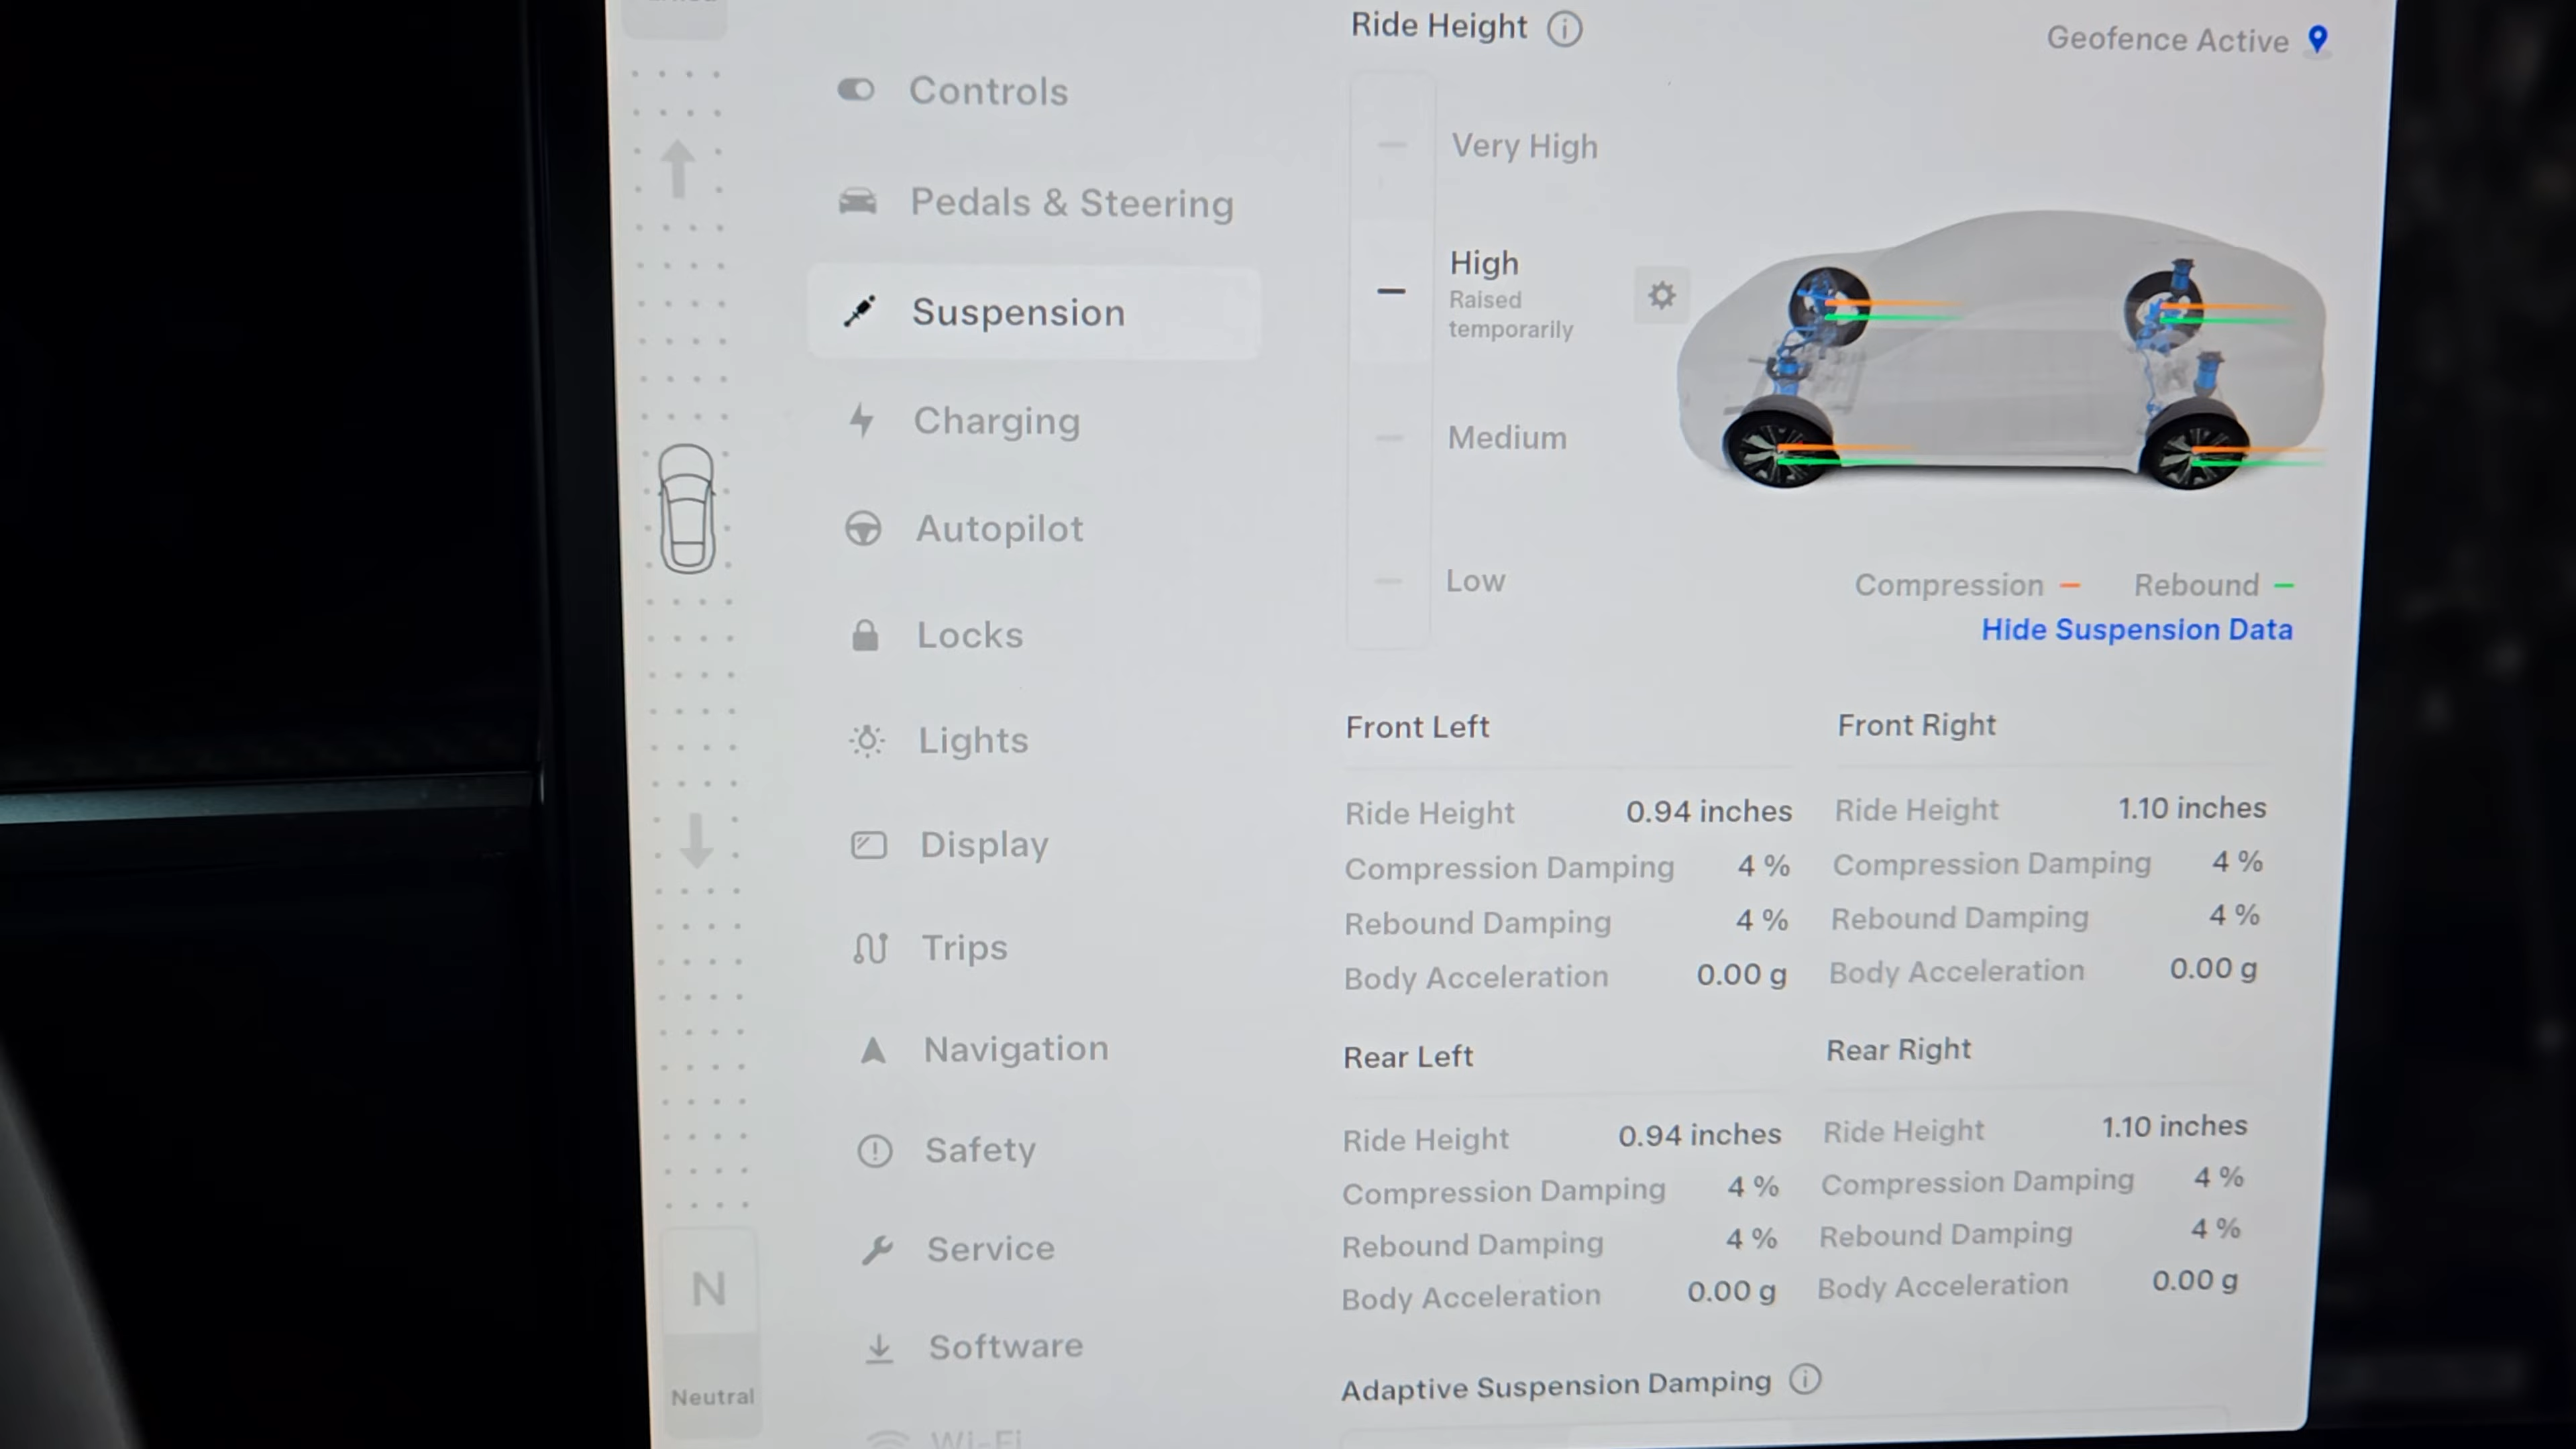 Ride Height
Geofence Active
Controls
Pedals & Steering
Suspension
Charging
Autopilot
Locks
Lights
Display
Trips
Navigation
Safety
Service
Software
Wi-Fi
N
Neutral
Very High
High
Raised
temporarily
Medium
Low
Compression
Rebound
Hide Suspension Data
Front Left
Ride Height 0.94 inches
Compression Damping 4 %
Rebound Damping 4 %
Body Acceleration 0.00 g
Front Right
Ride Height 1.10 inches
Compression Damping 4 %
Rebound Damping 4 %
Body Acceleration 0.00 g
Rear Left
Ride Height 0.94 inches
Compression Damping 4 %
Rebound Damping 4 %
Body Acceleration 0.00 g
Rear Right
Ride Height 1.10 inches
Compression Damping 4 %
Rebound Damping 4 %
Body Acceleration 0.00 g
Adaptive Suspension Damping